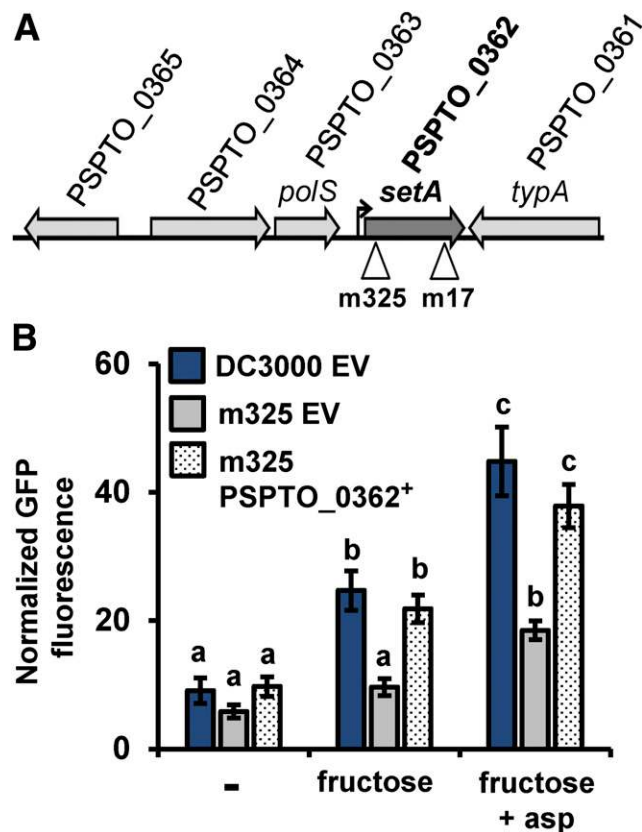 A
PSPTO_0365
PSPTO_0364
PSPTO_0363
PSPTO_0362
PSPTO_0361
polS
setA
typA
m325
m17
B
60
40
20
0
Normalized GFP
fluorescence
DC3000 EV
m325 EV
m325
PSPTO_0362⁺
a
a
a
b
a
b
c
b
c
-
fructose
fructose
+ asp